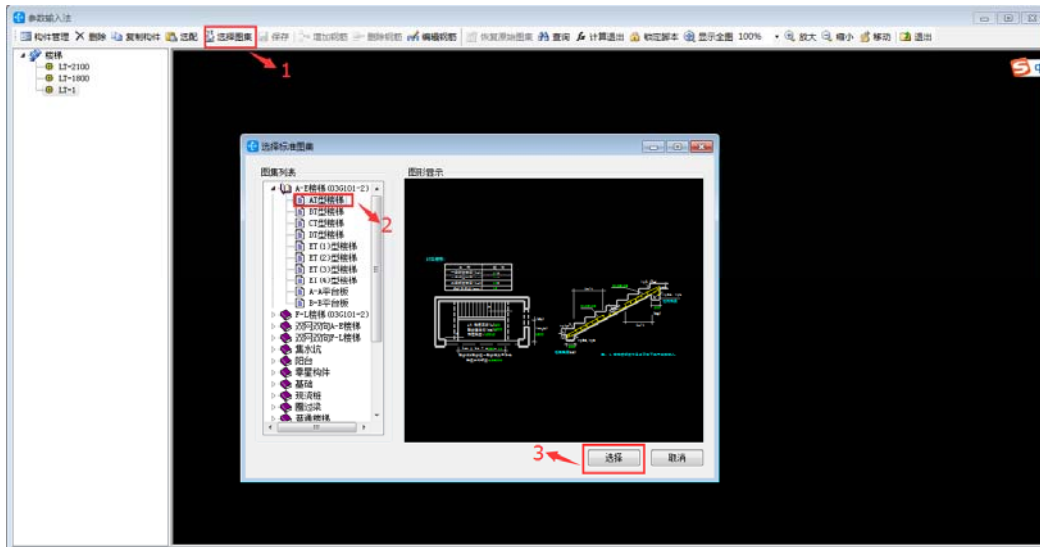 参数输入法
构件管理 删除 复制构件 选配 选择图集 保存 增加钢筋 删除钢筋 编辑钢筋 恢复原始图集 查询 计算退出 锁定脚本 显示全图 100% 放大 缩小 移动 退出
楼梯
LT-2100
LT-1800
LT-1
1
选择标准图集
图集列表
图形显示
A-E楼梯(03G101-2)
AT型楼梯
2
BT型楼梯
CT型楼梯
DT型楼梯
ET(1)型楼梯
ET(2)型楼梯
ET(3)型楼梯
ET(4)型楼梯
A-A平台板
B-B平台板
F-L楼梯(03G101-2)
双网双向A-E楼梯
双网双向F-L楼梯
集水坑
阳台
零星构件
基础
现浇桩
圈过梁
普通楼梯
3
选择
取消